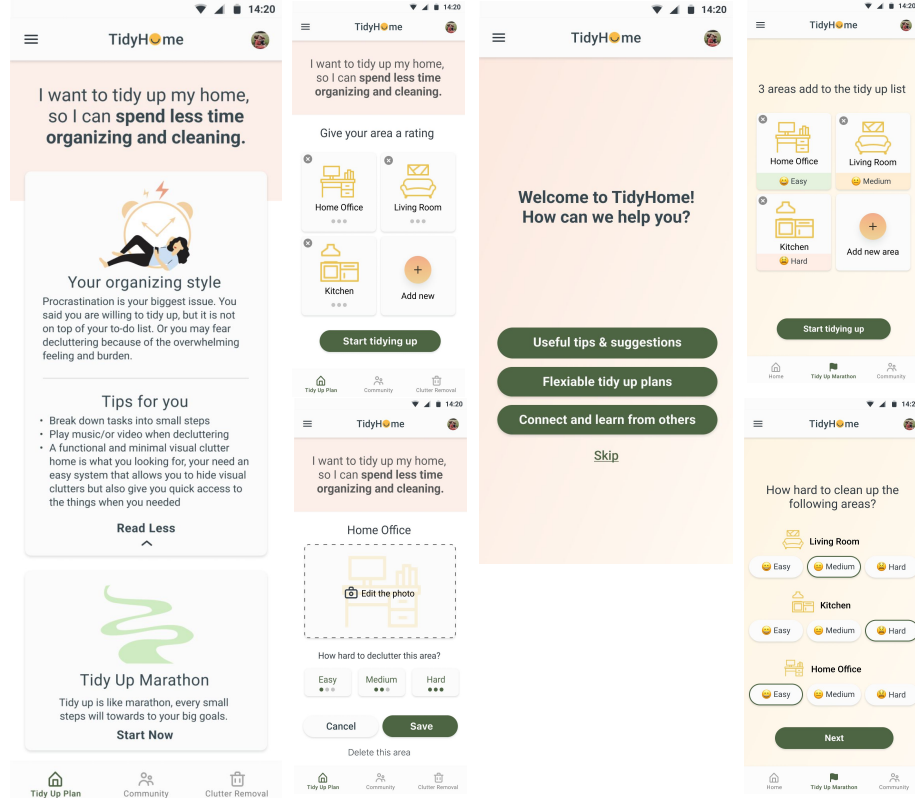 14:20
TidyHome
I want to tidy up my home,
so I can spend less time
organizing and cleaning.
Your organizing style
Procrastination is your biggest issue. You
said you are willing to tidy up, but it is not
on top of your to-do list. Or you may fear
decluttering because of the overwhelming
feeling and burden.
Tips for you
• Break down tasks into small steps
• Play music/or video when decluttering
• A functional and minimal visual clutter
home is what you looking for, your need an
easy system that allows you to hide visual
clutters but also give you quick access to
the things when you needed
Read Less
Tidy Up Marathon
Tidy up is like marathon, every small
steps will towards to your big goals.
Start Now
Tidy Up Plan Community Clutter Removal
14:20
TidyHome
I want to tidy up my home,
so I can spend less time
organizing and cleaning.
Give your area a rating
Home Office Living Room
Kitchen Add new
Start tidying up
Tidy Up Plan Community Clutter Removal
14:20
TidyHome
I want to tidy up my home,
so I can spend less time
organizing and cleaning.
Home Office
Edit the photo
How hard to declutter this area?
Easy Medium Hard
Cancel Save
Delete this area
Tidy Up Plan Community Clutter Removal
14:20
TidyHome
Welcome to TidyHome!
How can we help you?
Useful tips & suggestions
Flexiable tidy up plans
Connect and learn from others
Skip
14:20
TidyHome
3 areas add to the tidy up list
Home Office Living Room
Easy Medium
Kitchen Add new area
Hard
Start tidying up
Home Tidy Up Marathon Community
14:2
TidyHome
How hard to clean up the
following areas?
Living Room
Easy Medium Hard
Kitchen
Easy Medium Hard
Home Office
Easy Medium Hard
Next
Home Tidy Up Marathon Community